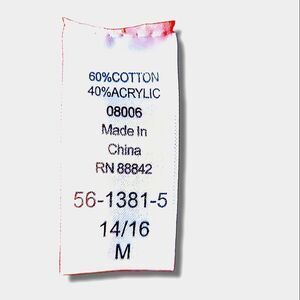 60%COTTON
40%ACRYLIC
08006
Made In
China
RN 88842
56-1381-5
14/16
M